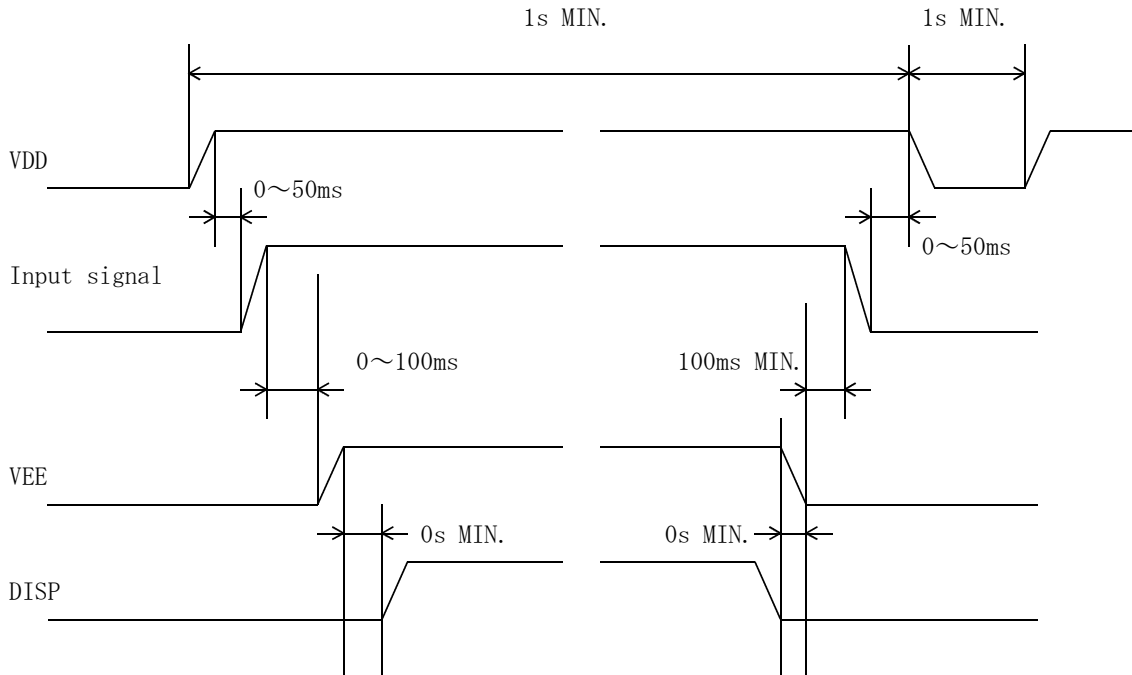 1s MIN.
1s MIN.
VDD
0～50ms
0～50ms
Input signal
0～100ms
100ms MIN.
VEE
0s MIN.
0s MIN.
DISP